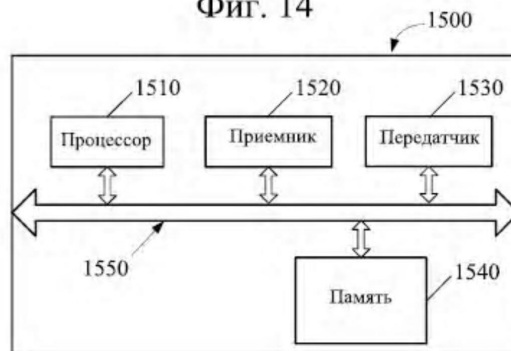 Фиг. 14
1500
1510
1520
1530
Процессор
Приемник
Передатчик
1550
1540
Память